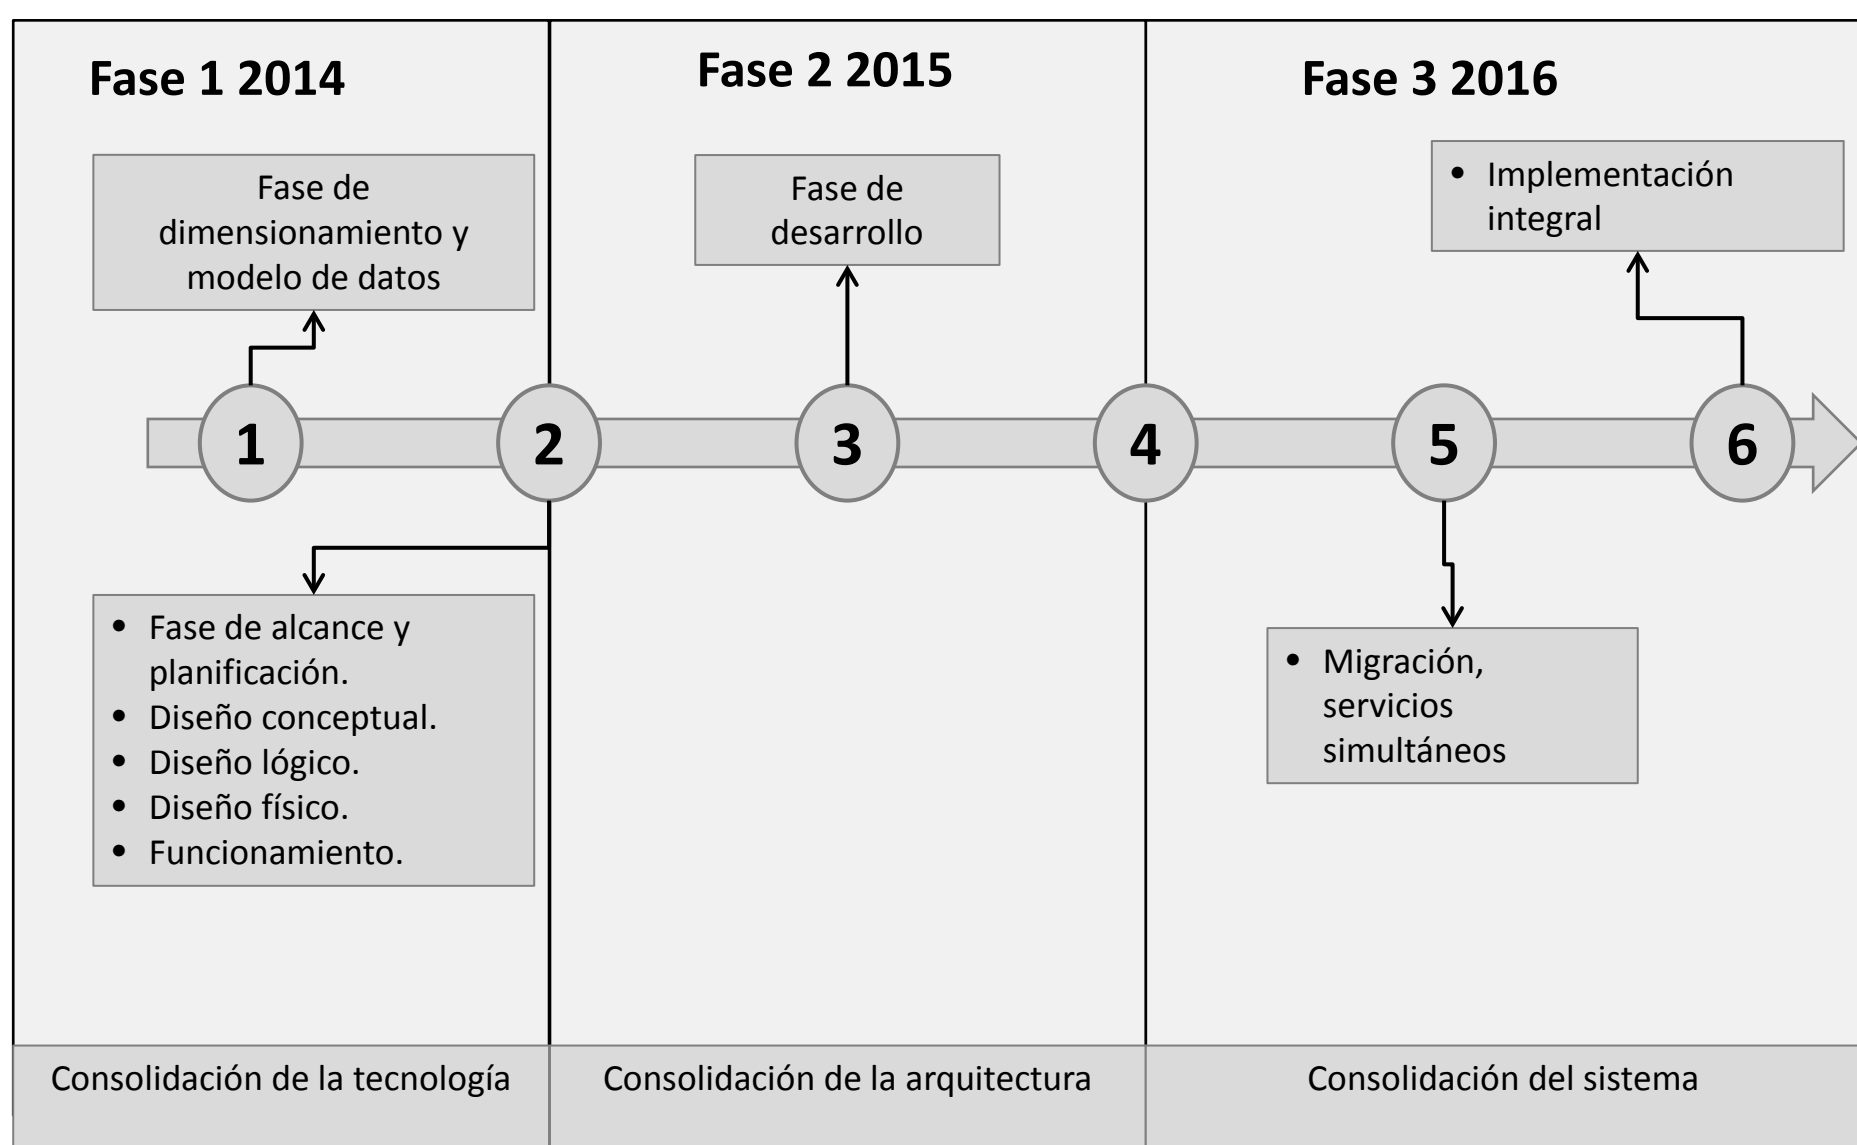 Fase 1 2014
Fase 2 2015
Fase 3 2016
Fase de
dimensionamiento y
modelo de datos
Fase de
desarrollo
• Implementación
integral
1
2
3
4
5
6
• Fase de alcance y
planificación.
• Diseño conceptual.
• Diseño lógico.
• Diseño físico.
• Funcionamiento.
• Migración,
servicios
simultáneos
Consolidación de la tecnología
Consolidación de la arquitectura
Consolidación del sistema